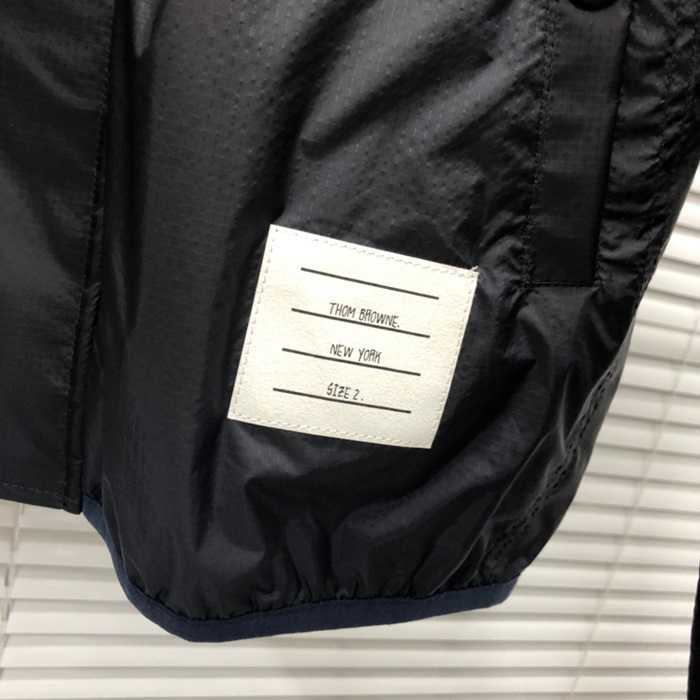 THOM BROWNE.
NEW YORK
SIZE 2.